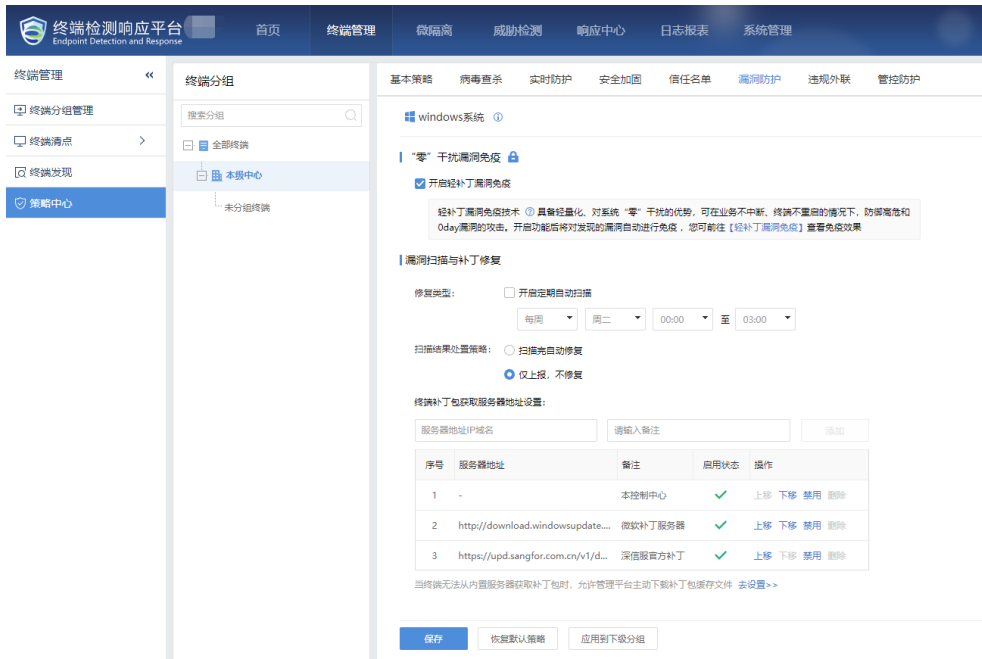 终端检测响应平台
Endpoint Detection and Response
首页 终端管理 微隔离 威胁检测 响应中心 日志报表 系统管理
终端管理 «
终端分组管理
终端清点
终端发现
策略中心
终端分组
搜索分组
全部终端
本级中心
未分组终端
基本策略 病毒查杀 实时防护 安全加固 信任名单 漏洞防护 违规外联 管控防护
windows系统
“零”干扰漏洞免疫
开启轻补丁漏洞免疫
轻补丁漏洞免疫技术 具备轻量化、对系统“零”干扰的优势,可在业务不中断、终端不重启的情况下,防御高危和
0day漏洞的攻击。开启功能后将对发现的漏洞自动进行免疫,您可前往【轻补丁漏洞免疫】查看免疫效果
漏洞扫描与补丁修复
修复类型: 开启定期自动扫描
每周 周二 00:00 至 03:00
扫描结果处置策略: 扫描完自动修复
仅上报,不修复
终端补丁包获取服务器地址设置:
服务器地址IP域名 请输入备注 添加
序号 服务器地址 备注 启用状态 操作
1 - 本控制中心 上移 下移 禁用 删除
2 http://download.windowsupdate.... 微软补丁服务器 上移 下移 禁用 删除
3 https://upd.sangfor.com.cn/v1/d... 深信服官方补丁 上移 下移 禁用 删除
当终端无法从内置服务器获取补丁包时,允许管理平台主动下载补丁包缓存文件 去设置>>
保存 恢复默认策略 应用到下级分组